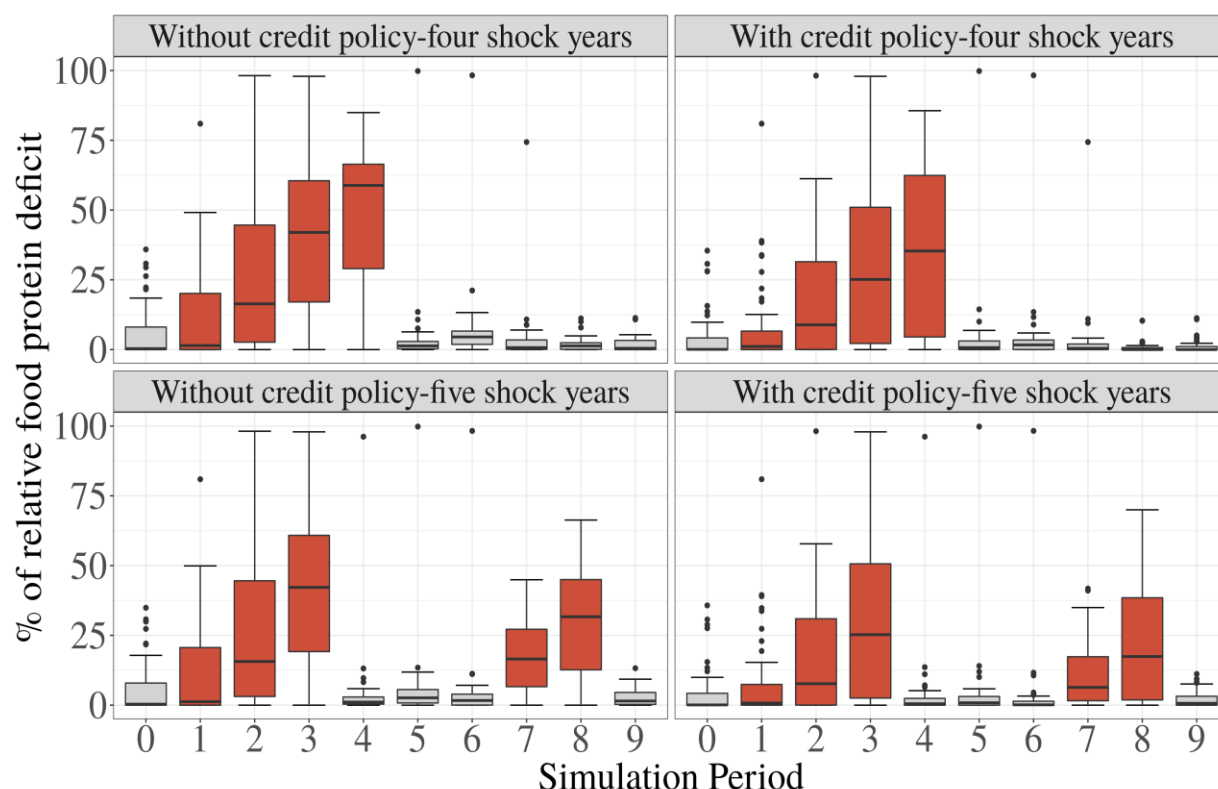 Without credit policy-four shock years
With credit policy-four shock years
% of relative food protein deficit
100
75
50
25
0
Without credit policy-five shock years
With credit policy-five shock years
100
75
50
25
0
0 1 2 3 4 5 6 7 8 9
0 1 2 3 4 5 6 7 8 9
Simulation Period